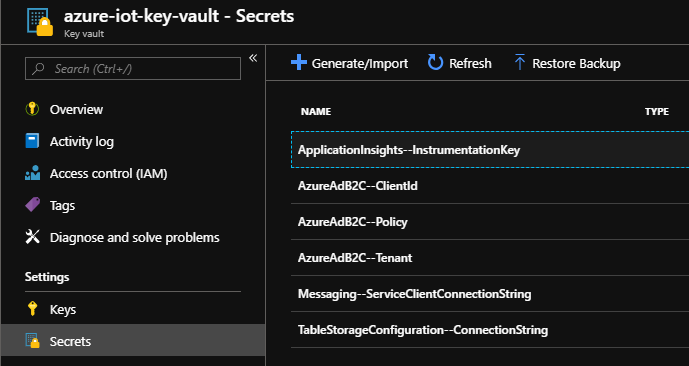 azure-iot-key-vault - Secrets
Key vault
Search (Ctrl+/)
«
Overview
Activity log
Access control (IAM)
Tags
Diagnose and solve problems
Settings
Keys
Secrets
Generate/Import
Refresh
Restore Backup
NAME TYPE
ApplicationInsights--InstrumentationKey
AzureAdB2C--ClientId
AzureAdB2C--Policy
AzureAdB2C--Tenant
Messaging--ServiceClientConnectionString
TableStorageConfiguration--ConnectionString